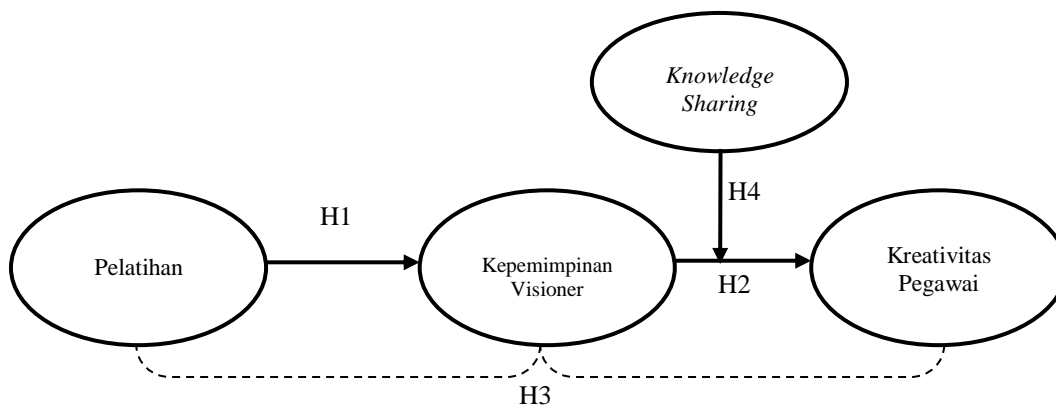 Knowledge
Sharing
H4
H1
Pelatihan
Kepemimpinan
Visioner
H2
Kreativitas
Pegawai
H3